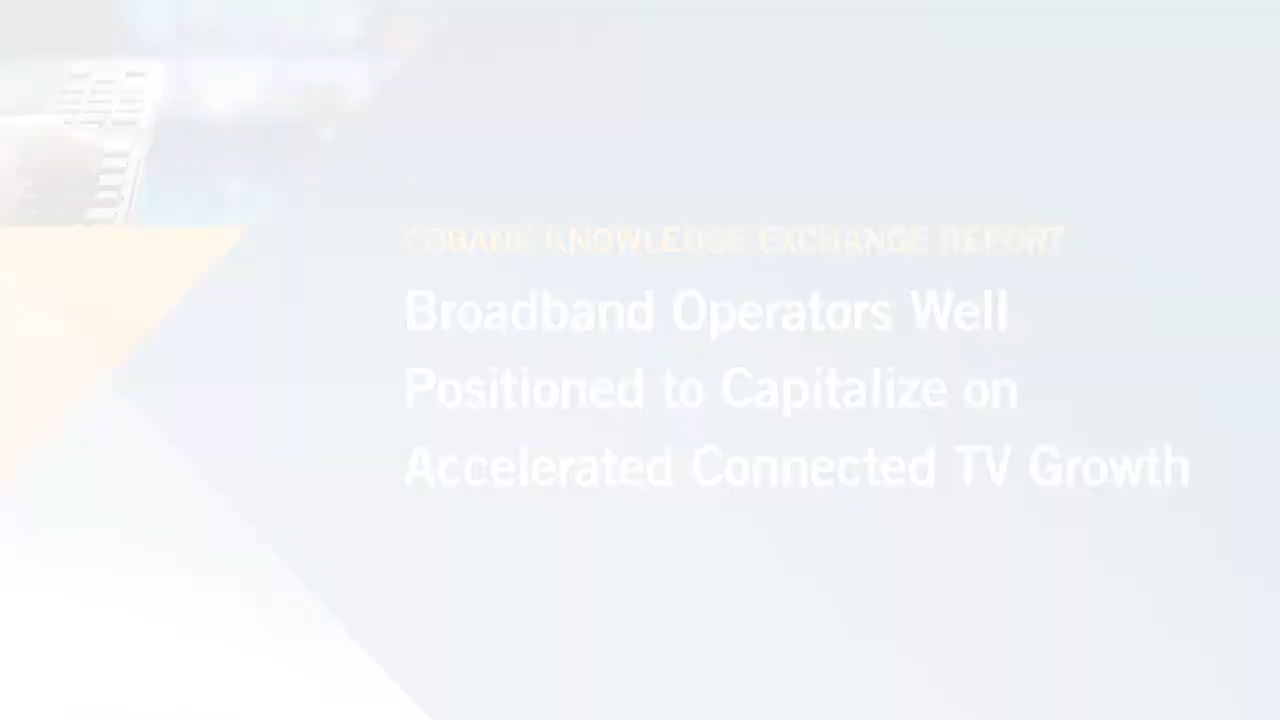 COBANK KNOWLEDGE EXCHANGE REPORT
Broadband Operators Well
Positioned to Capitalize on
Accelerated Connected TV Growth